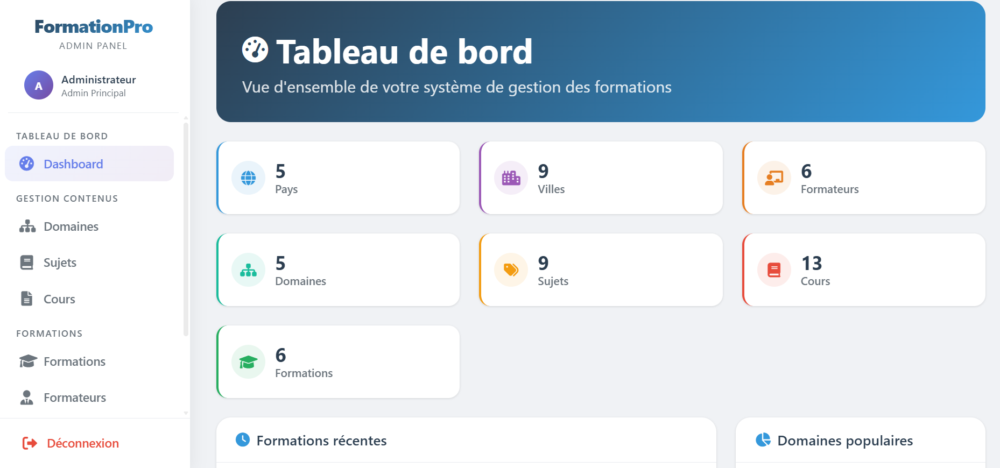 FormationPro
ADMIN PANEL
A
Administrateur
Admin Principal
TABLEAU DE BORD
Dashboard
GESTION CONTENUS
Domaines
Sujets
Cours
FORMATIONS
Formations
Formateurs
Déconnexion
Tableau de bord
Vue d'ensemble de votre système de gestion des formations
5
Pays
9
Villes
6
Formateurs
5
Domaines
9
Sujets
13
Cours
6
Formations
Formations récentes
Domaines populaires